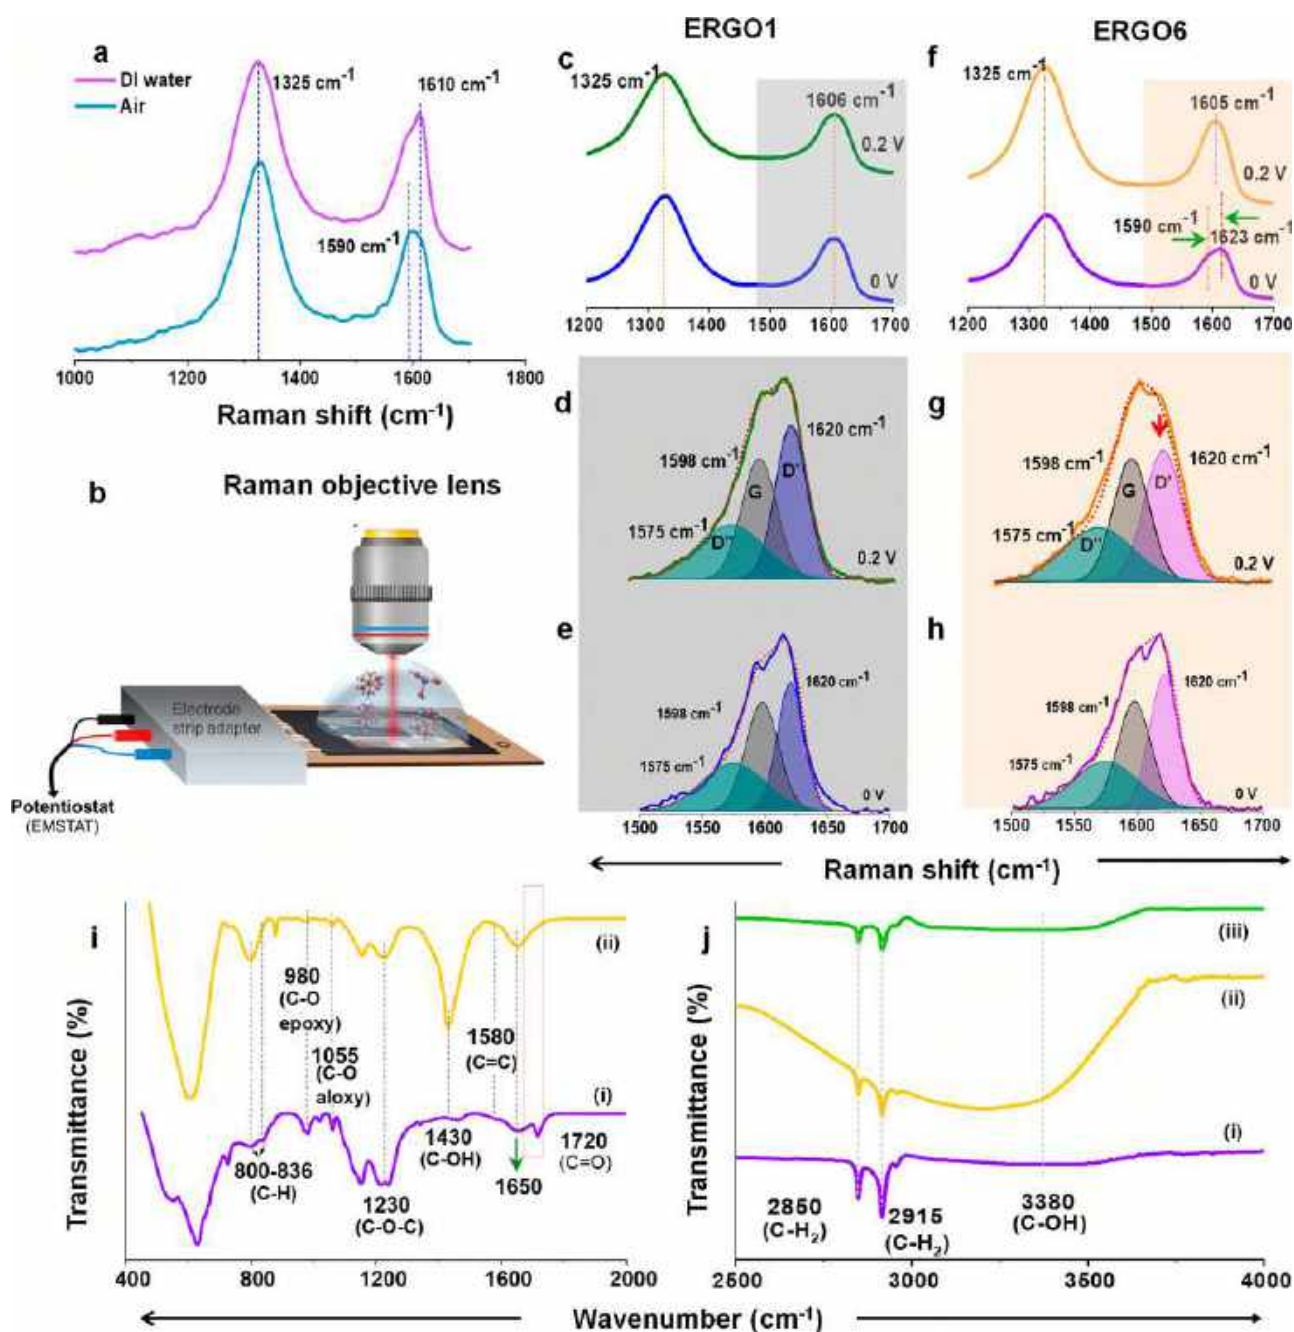 a
DI water
Air
1325 cm-1
1610 cm-1
1590 cm-1
1000 1200 1400 1600 1800
Raman shift (cm-1)
b
Raman objective lens
Electrode
strip adapter
Potentiostat
(EMSTAT)
ERGO1
c
1325 cm-1
1606 cm-1
0.2 V
0 V
1200 1300 1400 1500 1600 1700
d
1620 cm-1
1598 cm-1
1575 cm-1
G
D'
D"
0.2 V
e
1620 cm-1
1598 cm-1
1575 cm-1
0 V
1500 1550 1600 1650 1700
ERGO6
f
1325 cm-1
1605 cm-1
0.2 V
1590 cm-1
1623 cm-1
0 V
1200 1300 1400 1500 1600 1700
g
1598 cm-1
1620 cm-1
1575 cm-1
G
D'
D"
0.2 V
h
1620 cm-1
1598 cm-1
1575 cm-1
0 V
1500 1550 1600 1650 1700
Raman shift (cm-1)
i
Transmittance (%)
(ii)
980
(C-O
epoxy)
1055
(C-O
aloxy)
1580
(C=C)
(i)
800-836
(C-H)
1230
(C-O-C)
1430
(C-OH)
1650
1720
(C=O)
400 800 1200 1600 2000
j
Transmittance (%)
(iii)
(ii)
(i)
2850
(C-H2)
2915
(C-H2)
3380
(C-OH)
2500 3000 3500 4000
Wavenumber (cm-1)